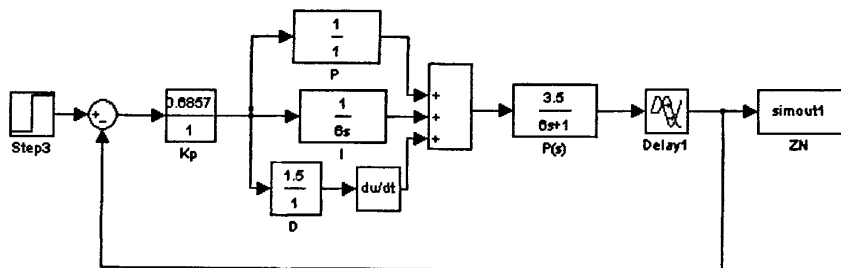 1
1
P
+
0.6857
1
Kp
1
6s
I
+
+
3.5
6s+1
P(s)
simout1
ZN
Delay1
+
-
Step3
1.5
1
D
du/dt